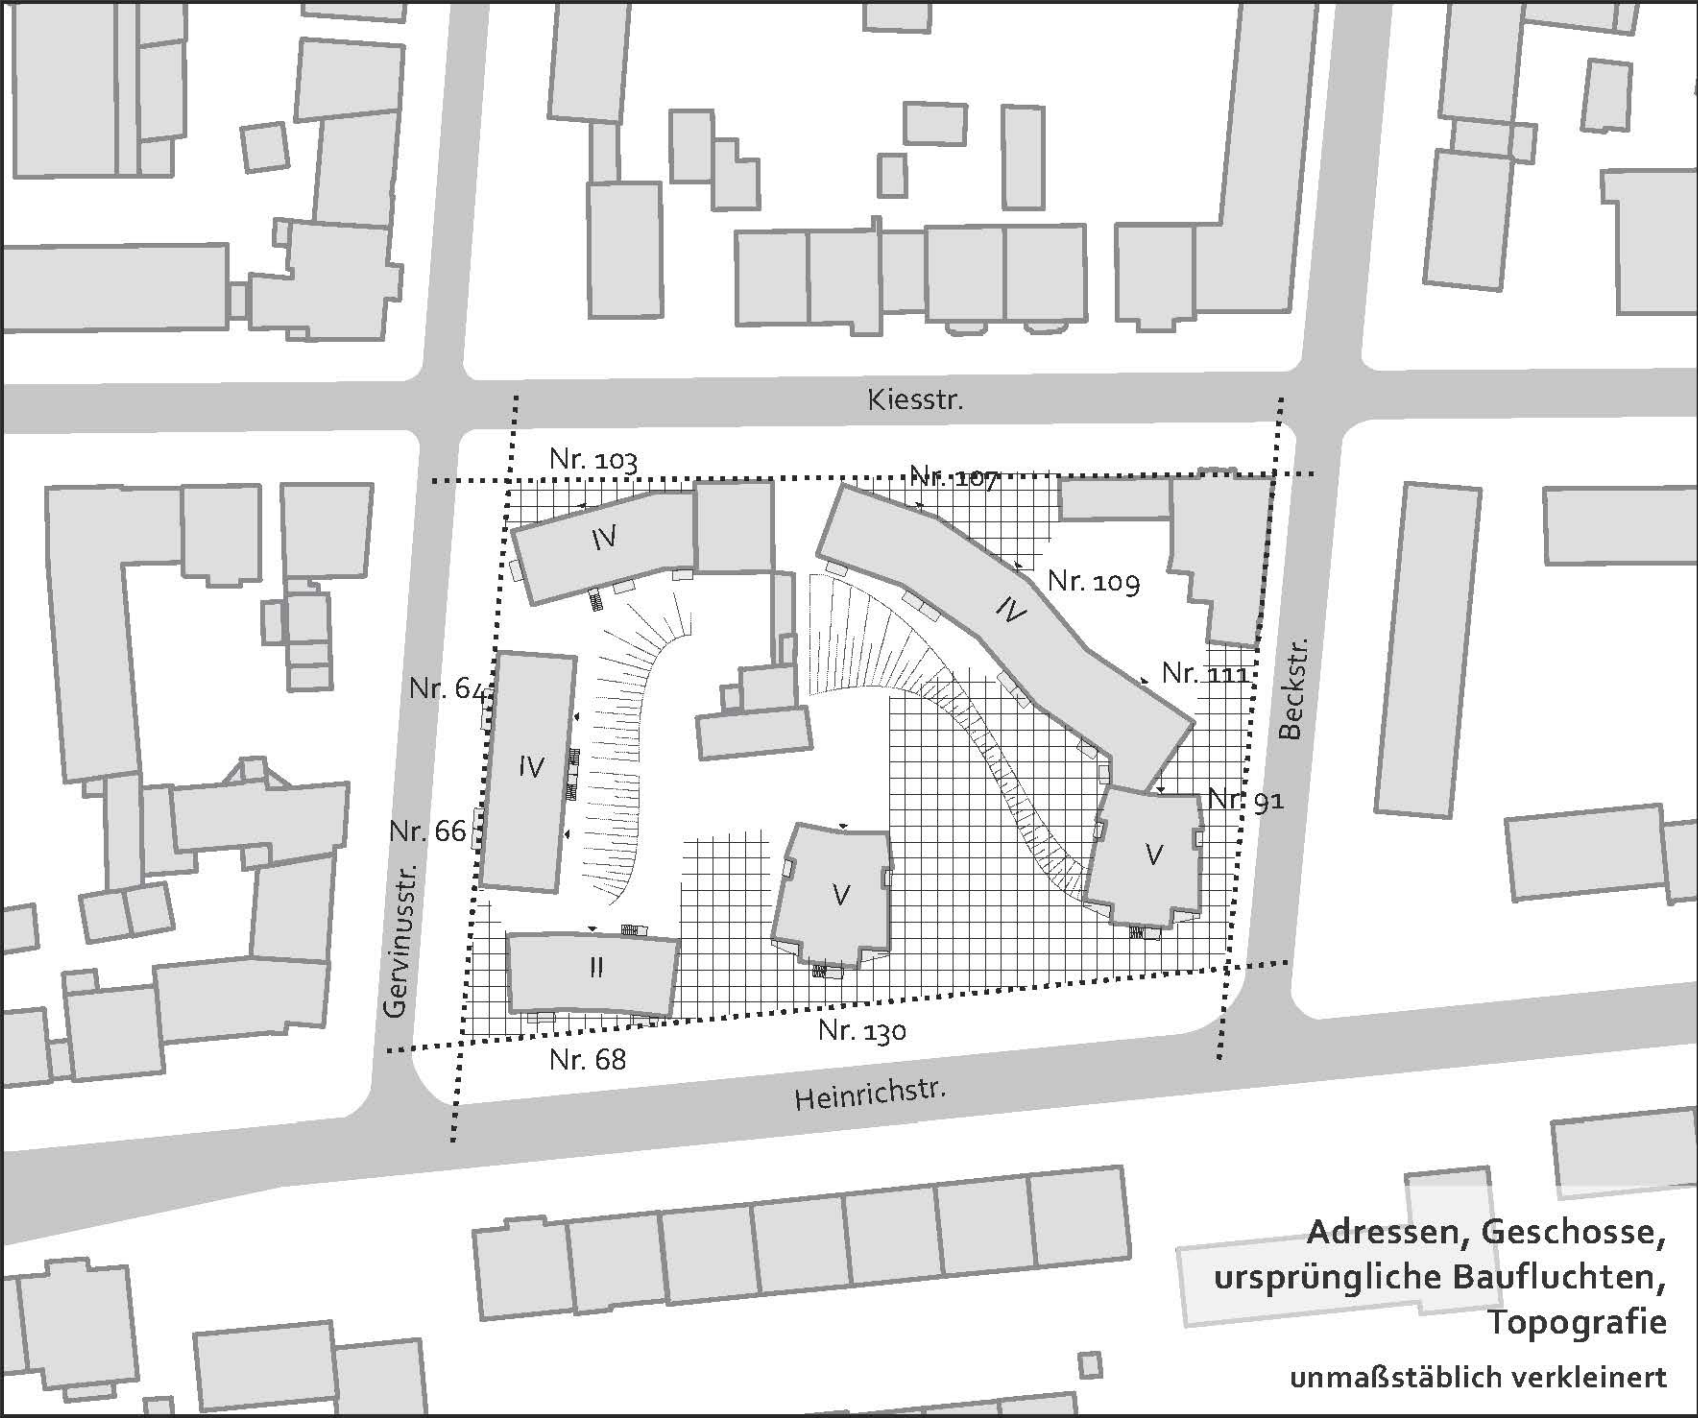 Kiesstr.
Nr. 103
Nr. 107
IV
Nr. 109
IV
Nr. 111
Nr. 64
Beckstr.
IV
Nr. 91
Nr. 66
V
V
Gervinusstr.
II
Nr. 130
Nr. 68
Heinrichstr.
Adressen, Geschosse,
ursprüngliche Baufluchten,
Topografie
unmaßstäblich verkleinert